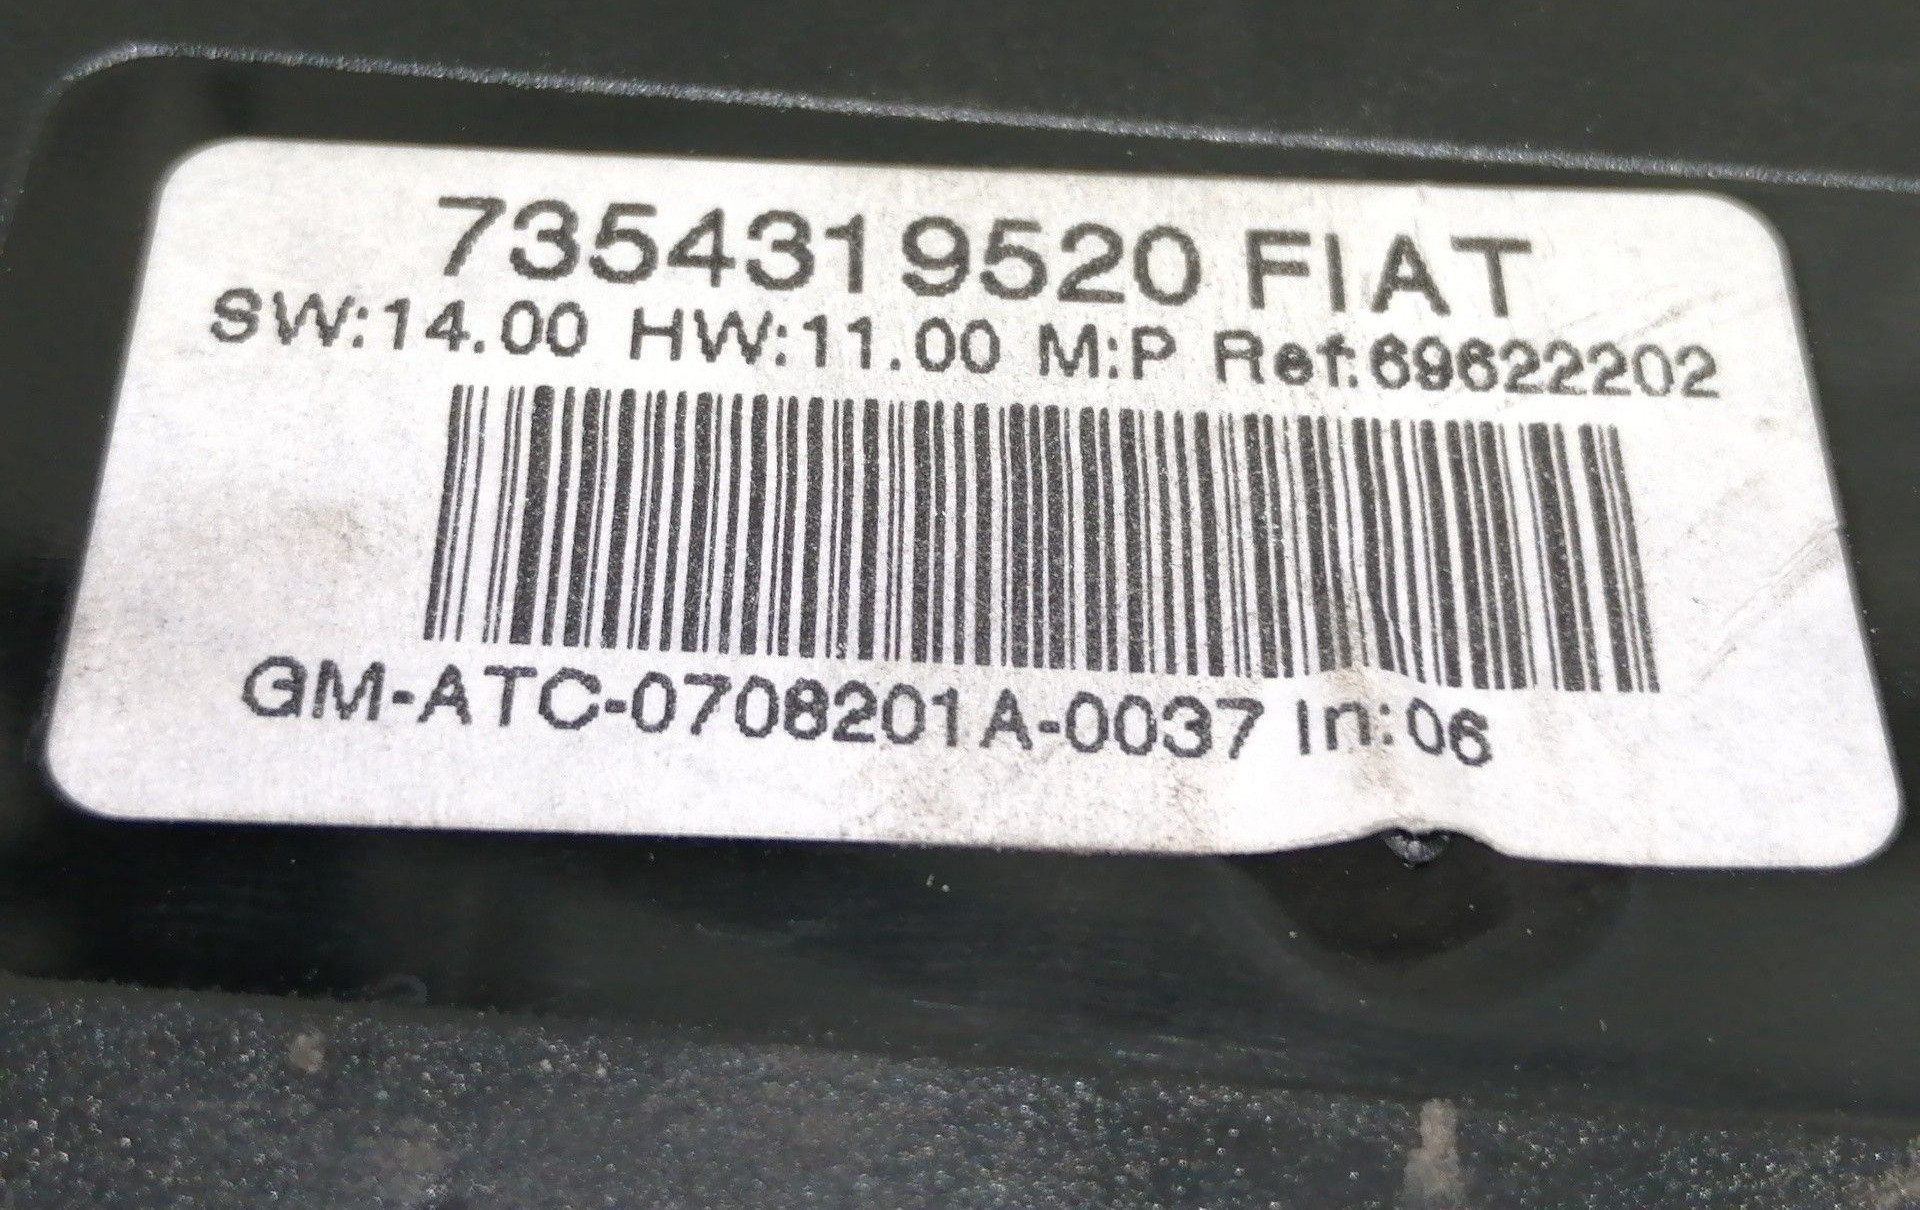 7354319520 FIAT
SW:14.00 HW:11.00 M:P Ref:69622202
GM-ATC-0708201A-0037 In:06